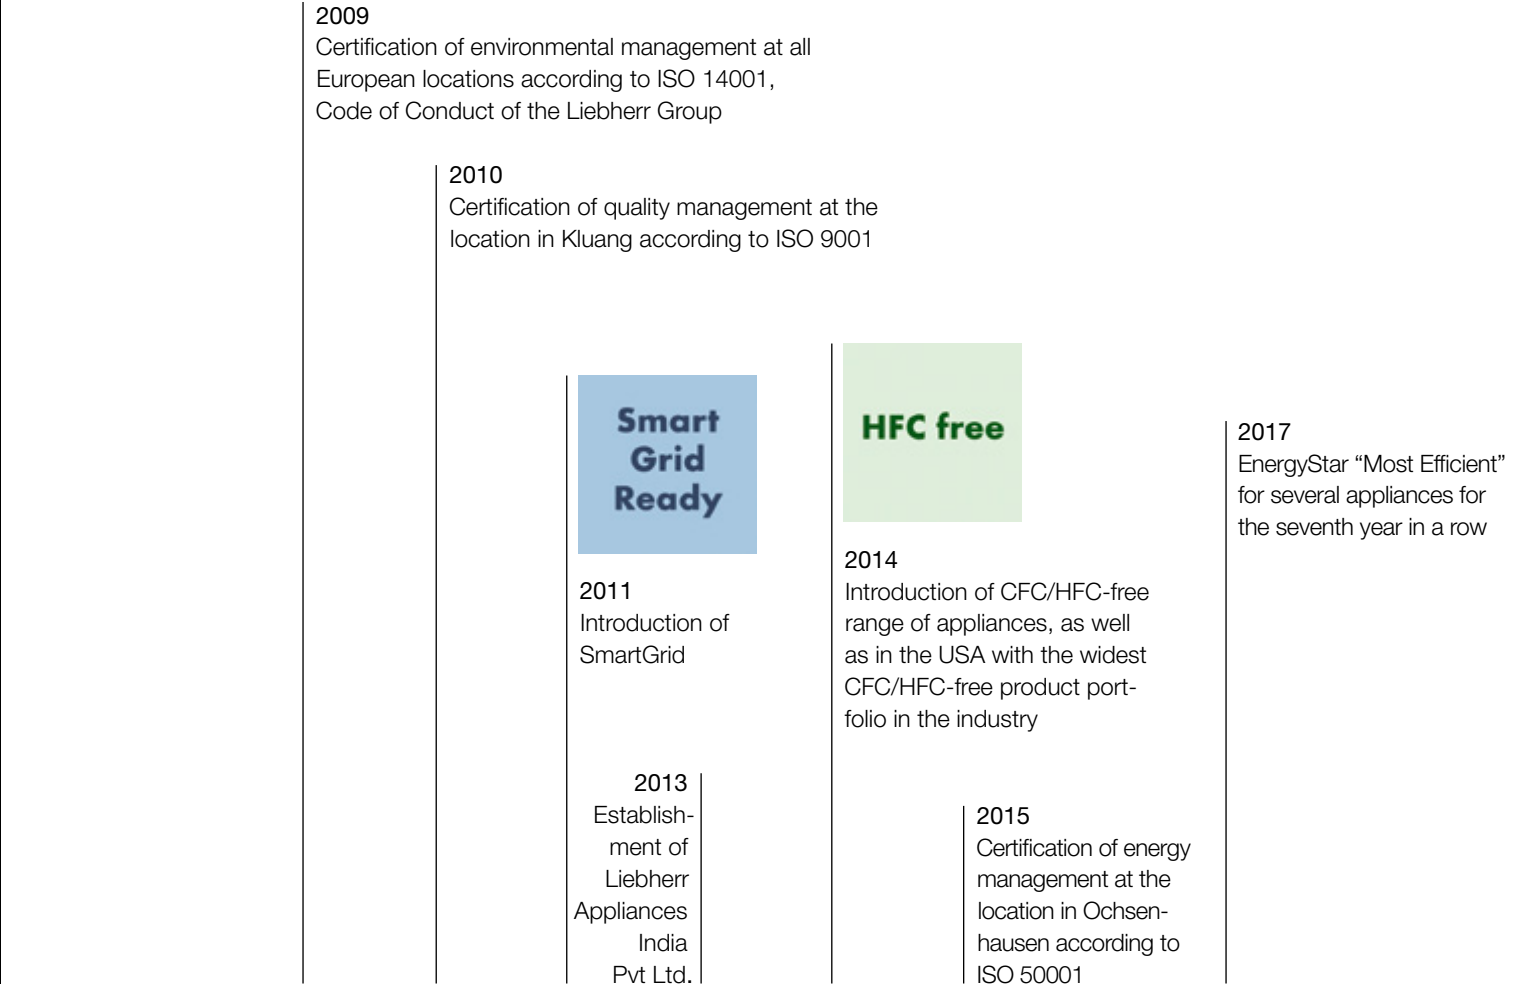 2009
Certification of environmental management at all
European locations according to ISO 14001,
Code of Conduct of the Liebherr Group
2010
Certification of quality management at the
location in Kluang according to ISO 9001
Smart
Grid
Ready
2011
Introduction of
SmartGrid
2013
Establish-
ment of
Liebherr
Appliances
India
Pvt Ltd.
HFC free
2014
Introduction of CFC/HFC-free
range of appliances, as well
as in the USA with the widest
CFC/HFC-free product port-
folio in the industry
2015
Certification of energy
management at the
location in Ochsen-
hausen according to
ISO 50001
2017
EnergyStar “Most Efficient”
for several appliances for
the seventh year in a row